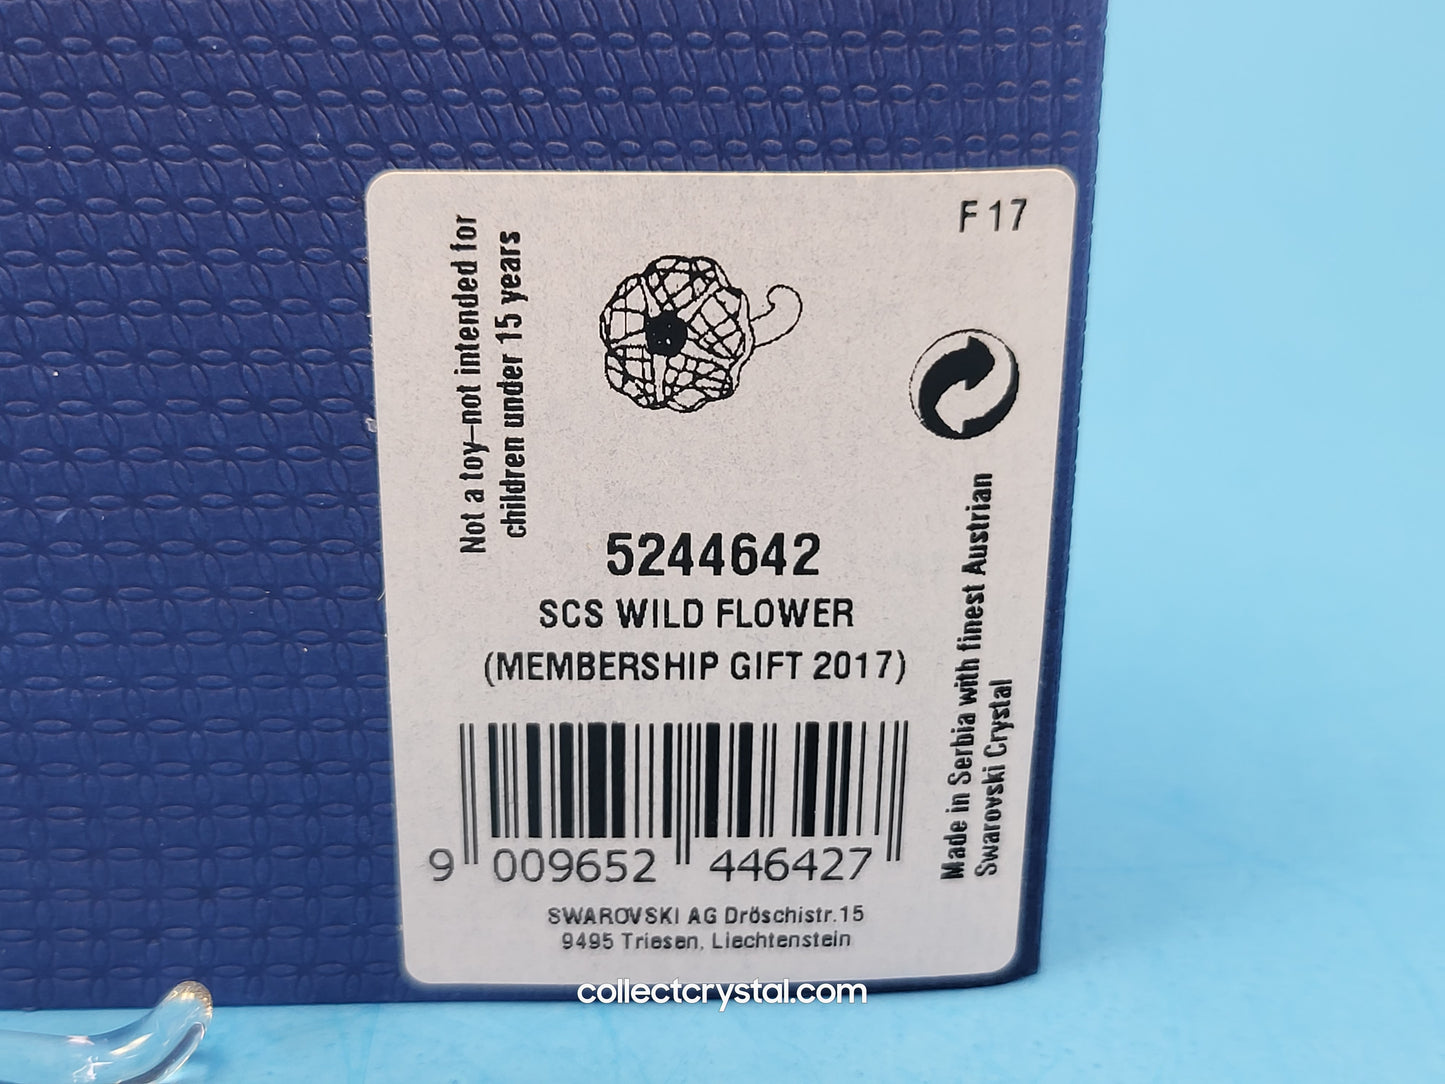 F 17
Not a toy–not intended for
children under 15 years
5244642
SCS WILD FLOWER
(MEMBERSHIP GIFT 2017)
Made in Serbia with finest Austrian
Swarovski Crystal
9 009652 446427
SWAROVSKI AG Dröschistr.15
9495 Triesen, Liechtenstein
collectcrystal.com